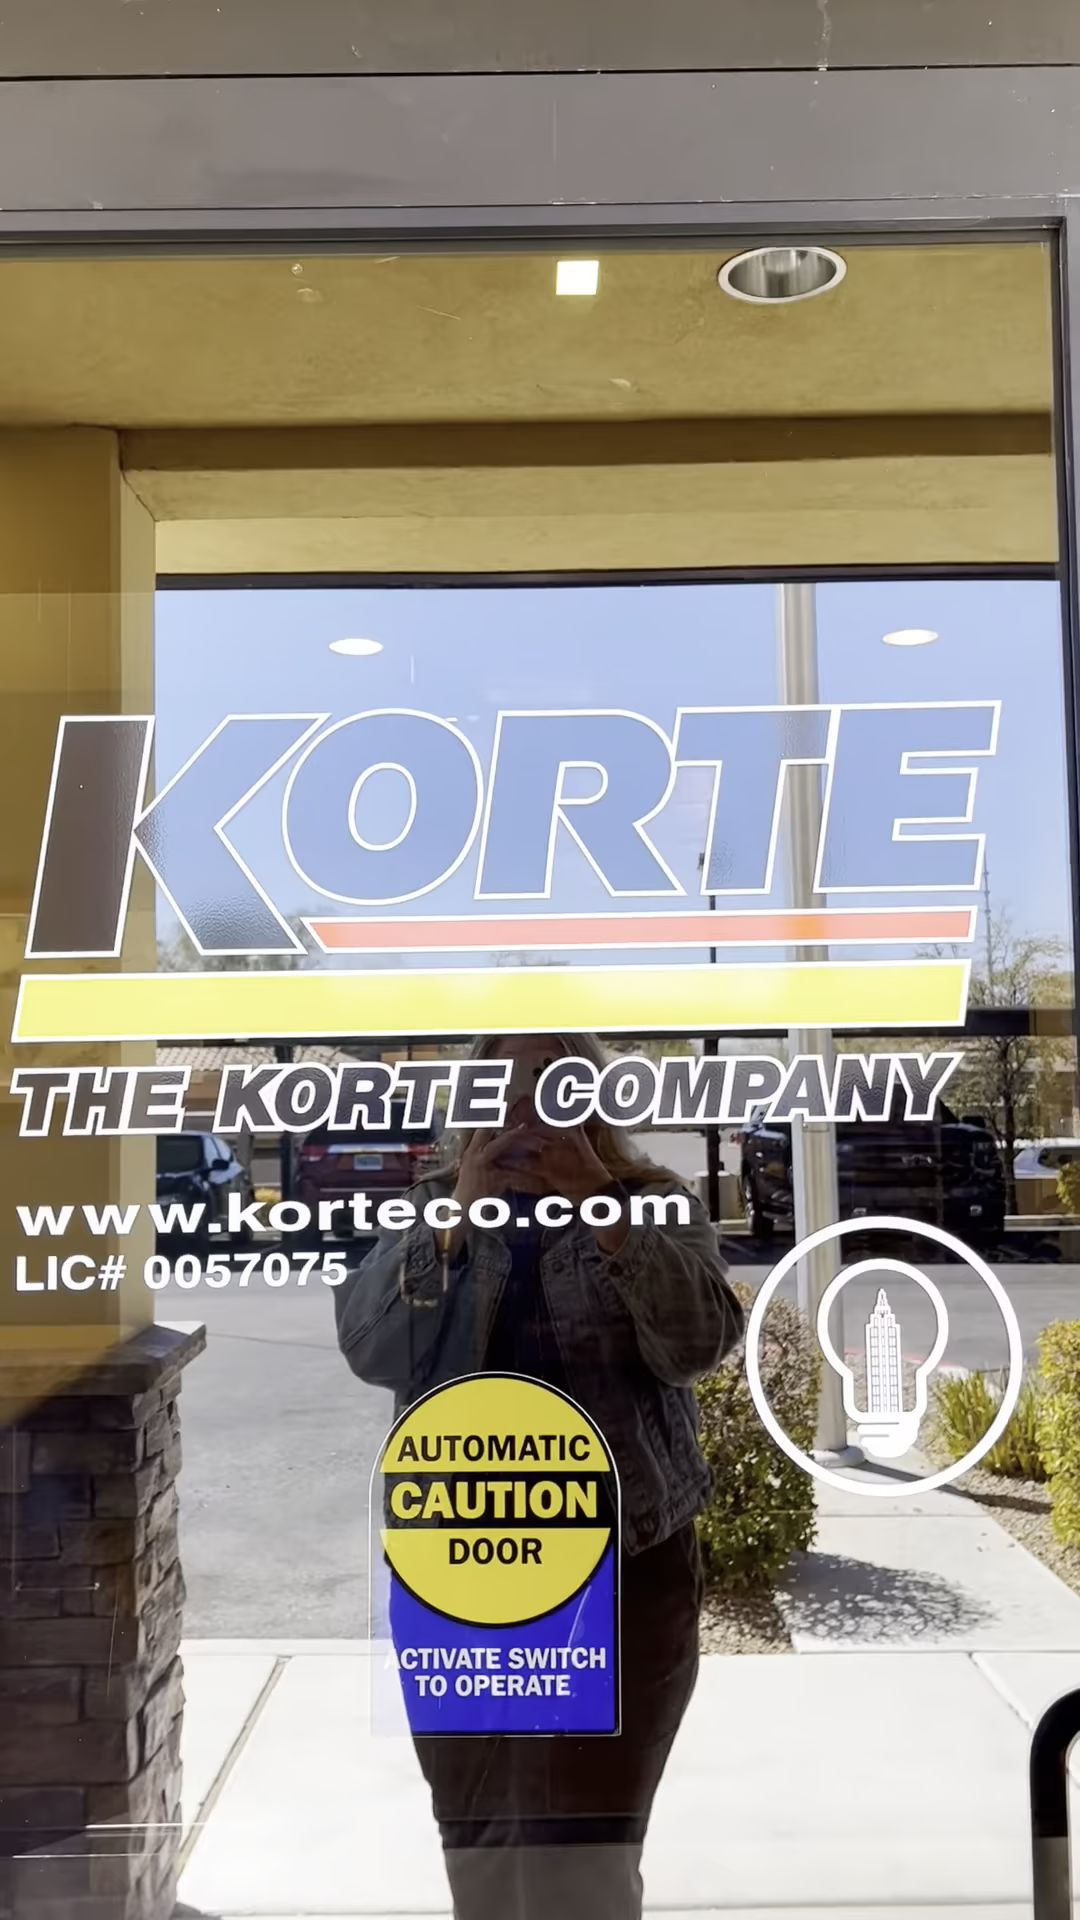 KORTE
THE KORTE COMPANY
www.korteco.com
LIC# 0057075
AUTOMATIC
CAUTION
DOOR
ACTIVATE SWITCH
TO OPERATE